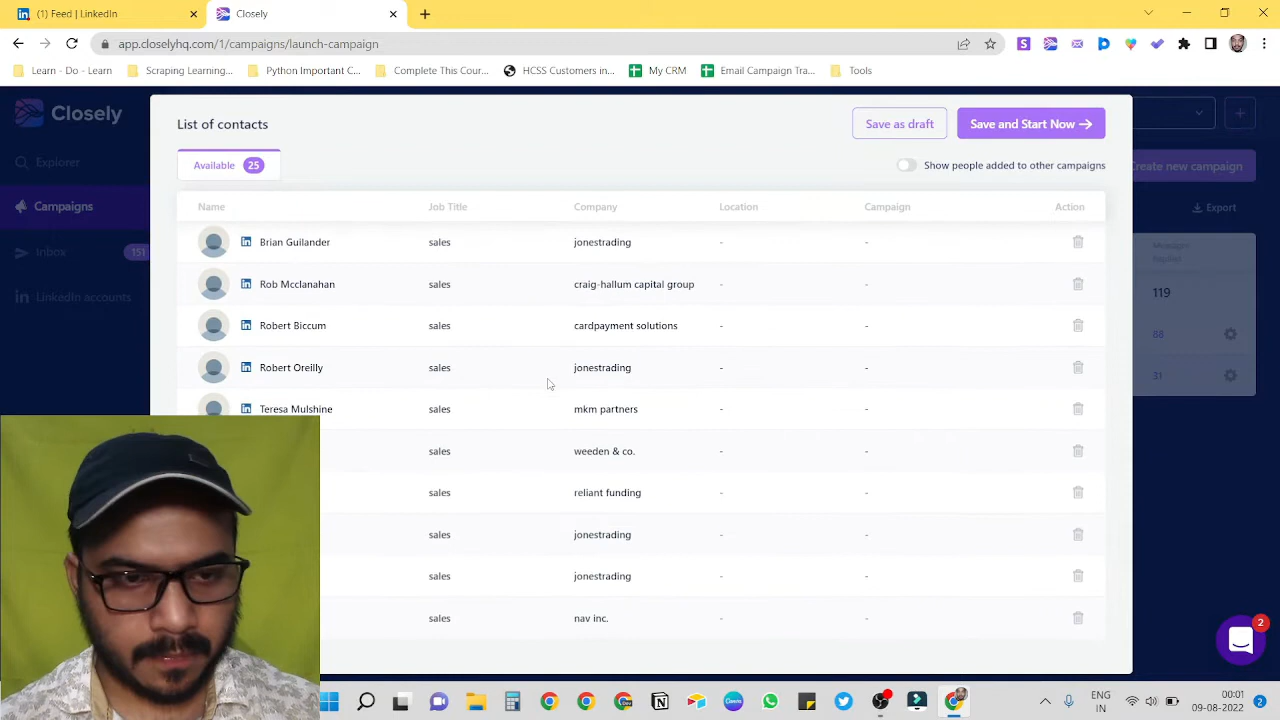 (1) Feed | LinkedIn
Closely
app.closelyhq.com/1/campaigns/launch-campaign
Learn - Do - Learn
Scraping Learning...
Python Important C...
Complete This Cour...
HCSS Customers in...
My CRM
Email Campaign Tra...
Tools
Closely
List of contacts
Save as draft
Save and Start Now
Explorer
Available 25
Show people added to other campaigns
Create new campaign
Campaigns
Name Job Title Company Location Campaign Action
Export
Inbox 151
Brian Guilander sales jonestrading - -
Messages
Replied
LinkedIn accounts
Rob Mcclanahan sales craig-hallum capital group - -
119
Robert Biccum sales cardpayment solutions - -
88
Robert Oreilly sales jonestrading - -
31
Teresa Mulshine sales mkm partners - -
sales weeden & co. - -
sales reliant funding - -
sales jonestrading - -
sales jonestrading - -
sales nav inc. - -
2
ENG
IN
00:01
09-08-2022
2